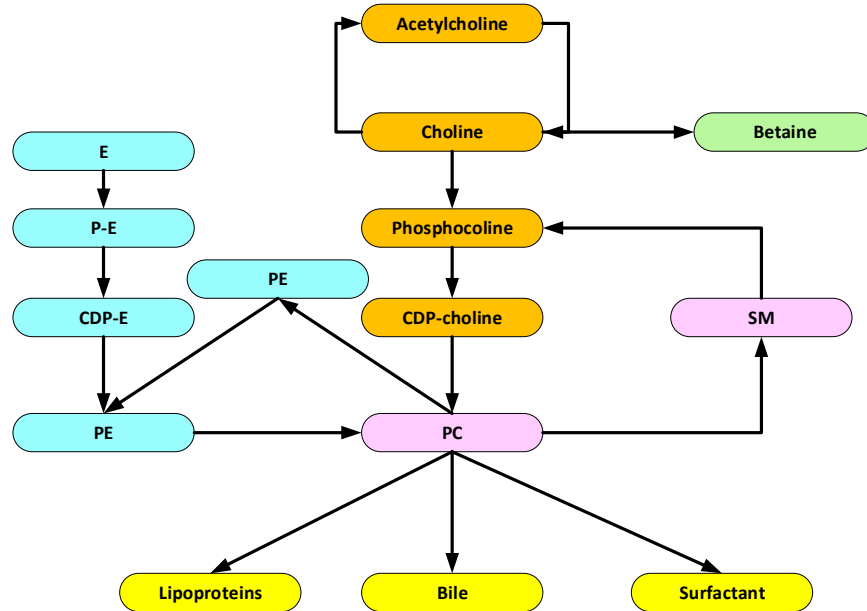 Acetylcholine
Choline
Betaine
E
P-E
Phosphocoline
PE
CDP-E
CDP-choline
SM
PE
PC
Lipoproteins
Bile
Surfactant